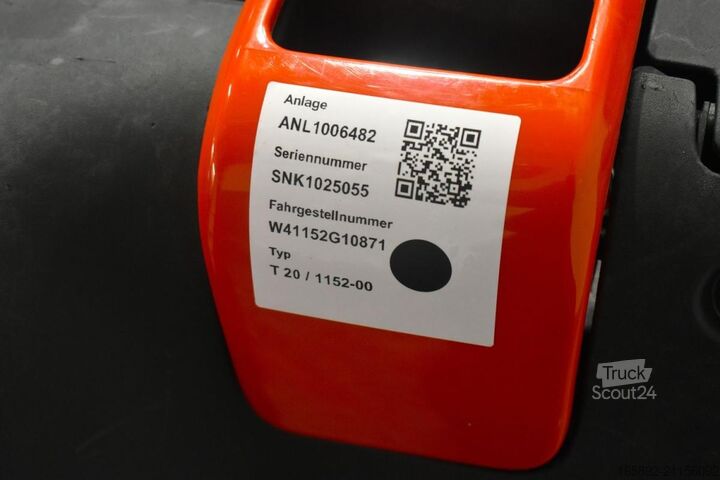 Anlage
ANL1006482
Seriennummer
SNK1025055
Fahrgestellnummer
W41152G10871
Typ
T 20 / 1152-00
Truck
Scout24